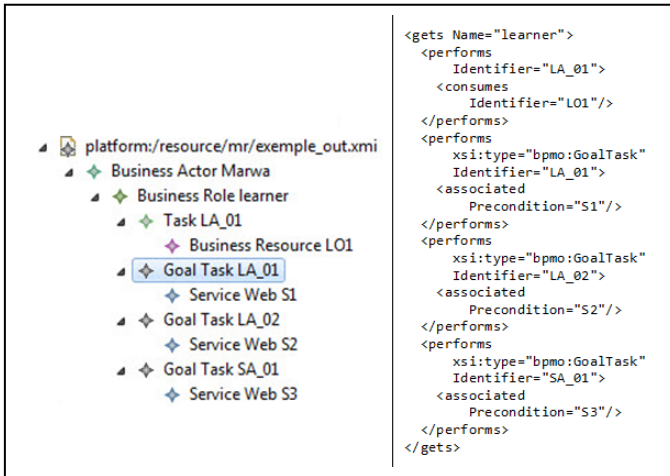 platform:/resource/mr/exemple_out.xmi
Business Actor Marwa
Business Role learner
Task LA_01
Business Resource LO1
Goal Task LA_01
Service Web S1
Goal Task LA_02
Service Web S2
Goal Task SA_01
Service Web S3
<gets Name="learner">
<performs
Identifier="LA_01">
<consumes
Identifier="LO1"/>
</performs>
<performs
xsi:type="bpmo:GoalTask"
Identifier="LA_01">
<associated
Precondition="S1"/>
</performs>
<performs
xsi:type="bpmo:GoalTask"
Identifier="LA_02">
<associated
Precondition="S2"/>
</performs>
<performs
xsi:type="bpmo:GoalTask"
Identifier="SA_01">
<associated
Precondition="S3"/>
</performs>
</gets>